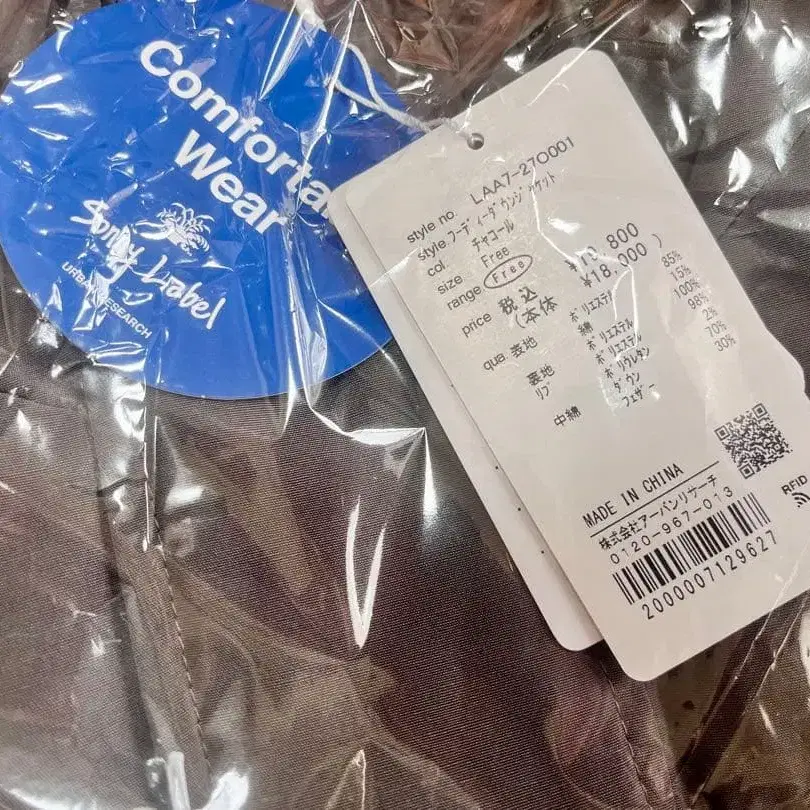 Comforta
Wear
Sonny Label
URBAN RESEARCH
style no. LAA7-27O001
style フーディーダウンジャケット
col チャコール
size Free
range Free
price 税込 ¥19,800
(本体 ¥18,000)
qua 表地 ポリエステル 85%
綿 15%
裏地 ポリエステル 100%
リブ ポリエステル 98%
ポリウレタン 2%
中綿 ダウン 70%
フェザー 30%
MADE IN CHINA
株式会社アーバンリサーチ
0120-967-013
2000007129627
RFID